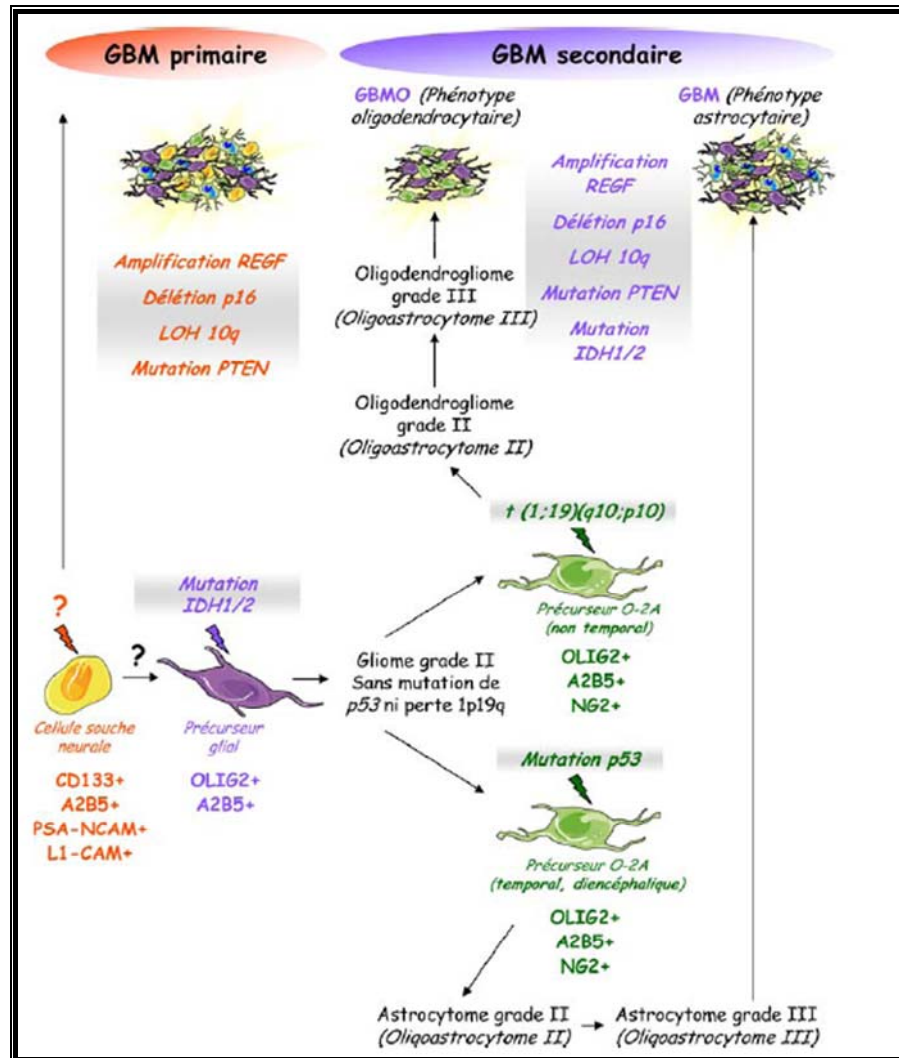 GBM primaire
GBM secondaire
GBMO (Phénotype
oligodendrocytaire)
GBM (Phénotype
astrocytaire)
Amplification
REGF
Délétion p16
LOH 10q
Mutation PTEN
Mutation
IDH1/2
Amplification REGF
Délétion p16
LOH 10q
Mutation PTEN
Oligodendrogliome
grade III
(Oligoastrocytome III)
Oligodendrogliome
grade II
(Oligoastrocytome II)
t (1;19)(q10;p10)
Précurseur O-2A
(non temporal)
OLIG2+
A2B5+
NG2+
?
Cellule souche
neurale
CD133+
A2B5+
PSA-NCAM+
L1-CAM+
?
Mutation
IDH1/2
Précurseur
glial
OLIG2+
A2B5+
Gliome grade II
Sans mutation de
p53 ni perte 1p19q
Mutation p53
Précurseur O-2A
(temporal, diencéphalique)
OLIG2+
A2B5+
NG2+
Astrocytome grade II
(Oligoastrocytome II)
Astrocytome grade III
(Oligoastrocytome III)